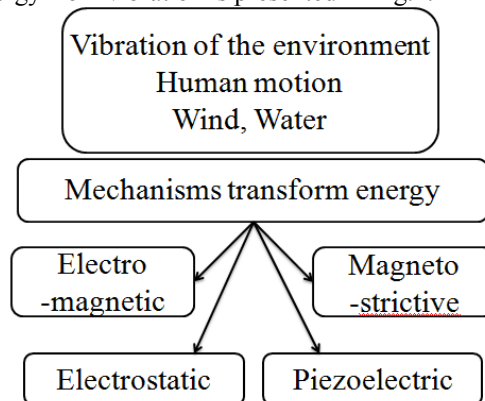 Vibration of the environment
Human motion
Wind, Water
Mechanisms transform energy
Electro
-magnetic
Magneto
-strictive
Electrostatic
Piezoelectric